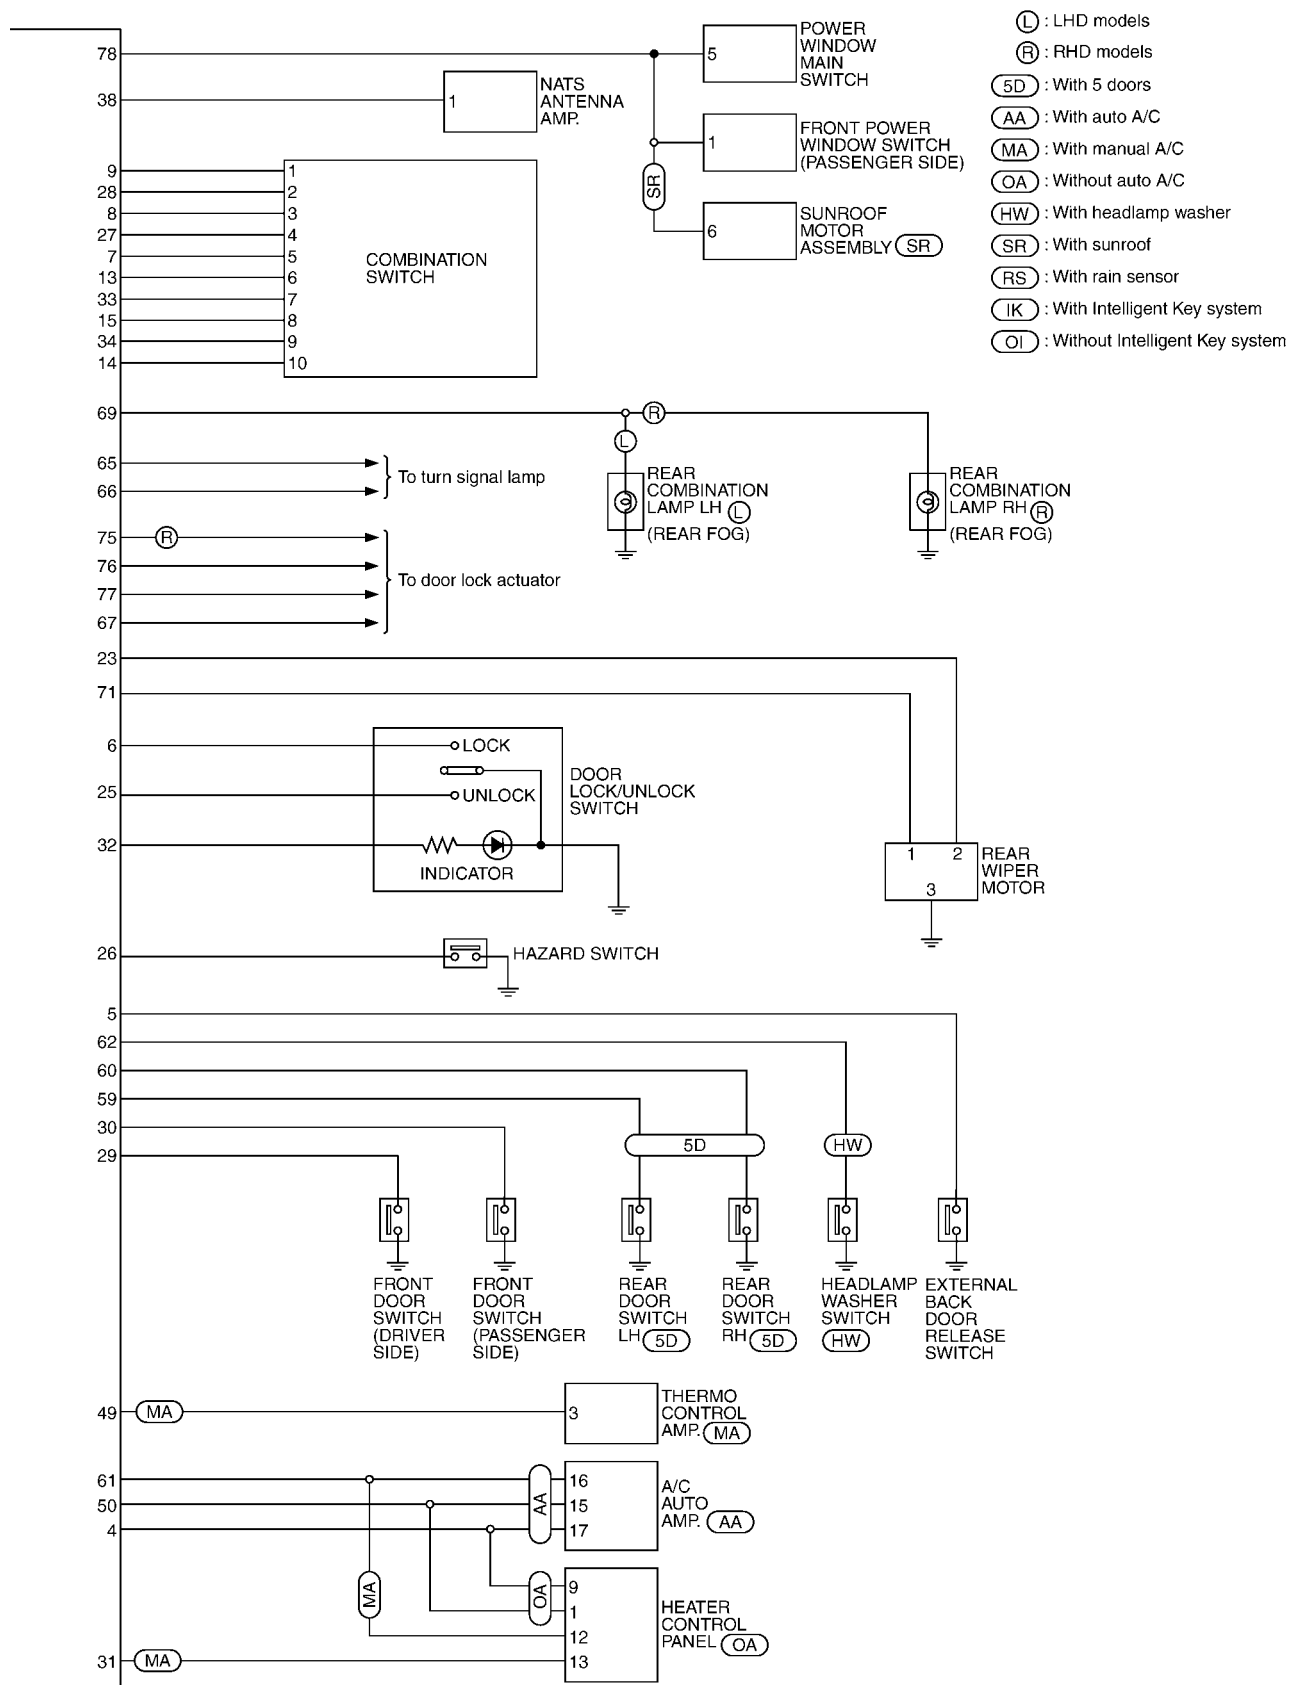 78
5
POWER
WINDOW
MAIN
SWITCH
38
1
NATS
ANTENNA
AMP.
1
FRONT POWER
WINDOW SWITCH
(PASSENGER SIDE)
SR
6
SUNROOF
MOTOR
ASSEMBLY SR
L : LHD models
R : RHD models
5D : With 5 doors
AA : With auto A/C
MA : With manual A/C
OA : Without auto A/C
HW : With headlamp washer
SR : With sunroof
RS : With rain sensor
IK : With Intelligent Key system
OI : Without Intelligent Key system
9 1
28 2
8 3
27 4
7 5
13 6
33 7
15 8
34 9
14 10
COMBINATION
SWITCH
69
R
L
REAR
COMBINATION
LAMP LH L
(REAR FOG)
REAR
COMBINATION
LAMP RH R
(REAR FOG)
65
66
To turn signal lamp
75 R
76
77
67
To door lock actuator
23
71
6 LOCK
25 UNLOCK
32
INDICATOR
DOOR
LOCK/UNLOCK
SWITCH
1 2
3
REAR
WIPER
MOTOR
26
HAZARD SWITCH
5
62
60
59
30
29
5D
HW
FRONT
DOOR
SWITCH
(DRIVER
SIDE)
FRONT
DOOR
SWITCH
(PASSENGER
SIDE)
REAR
DOOR
SWITCH
LH 5D
REAR
DOOR
SWITCH
RH 5D
HEADLAMP
WASHER
SWITCH
HW
EXTERNAL
BACK
DOOR
RELEASE
SWITCH
49 MA
3
THERMO
CONTROL
AMP. MA
61 16
50 15
4 17
AA
A/C
AUTO
AMP. AA
MA
OA
9
1
12
31 MA 13
HEATER
CONTROL
PANEL OA